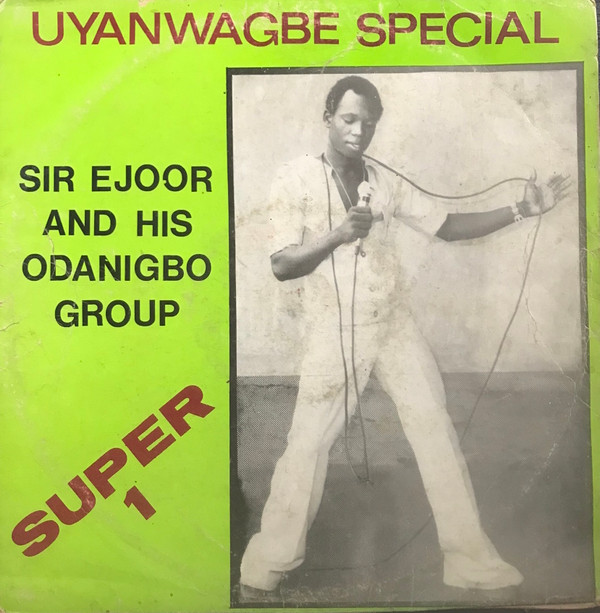 UYANWAGBE SPECIAL
SIR EJOOR
AND HIS
ODANIGBO
GROUP
SUPER
1